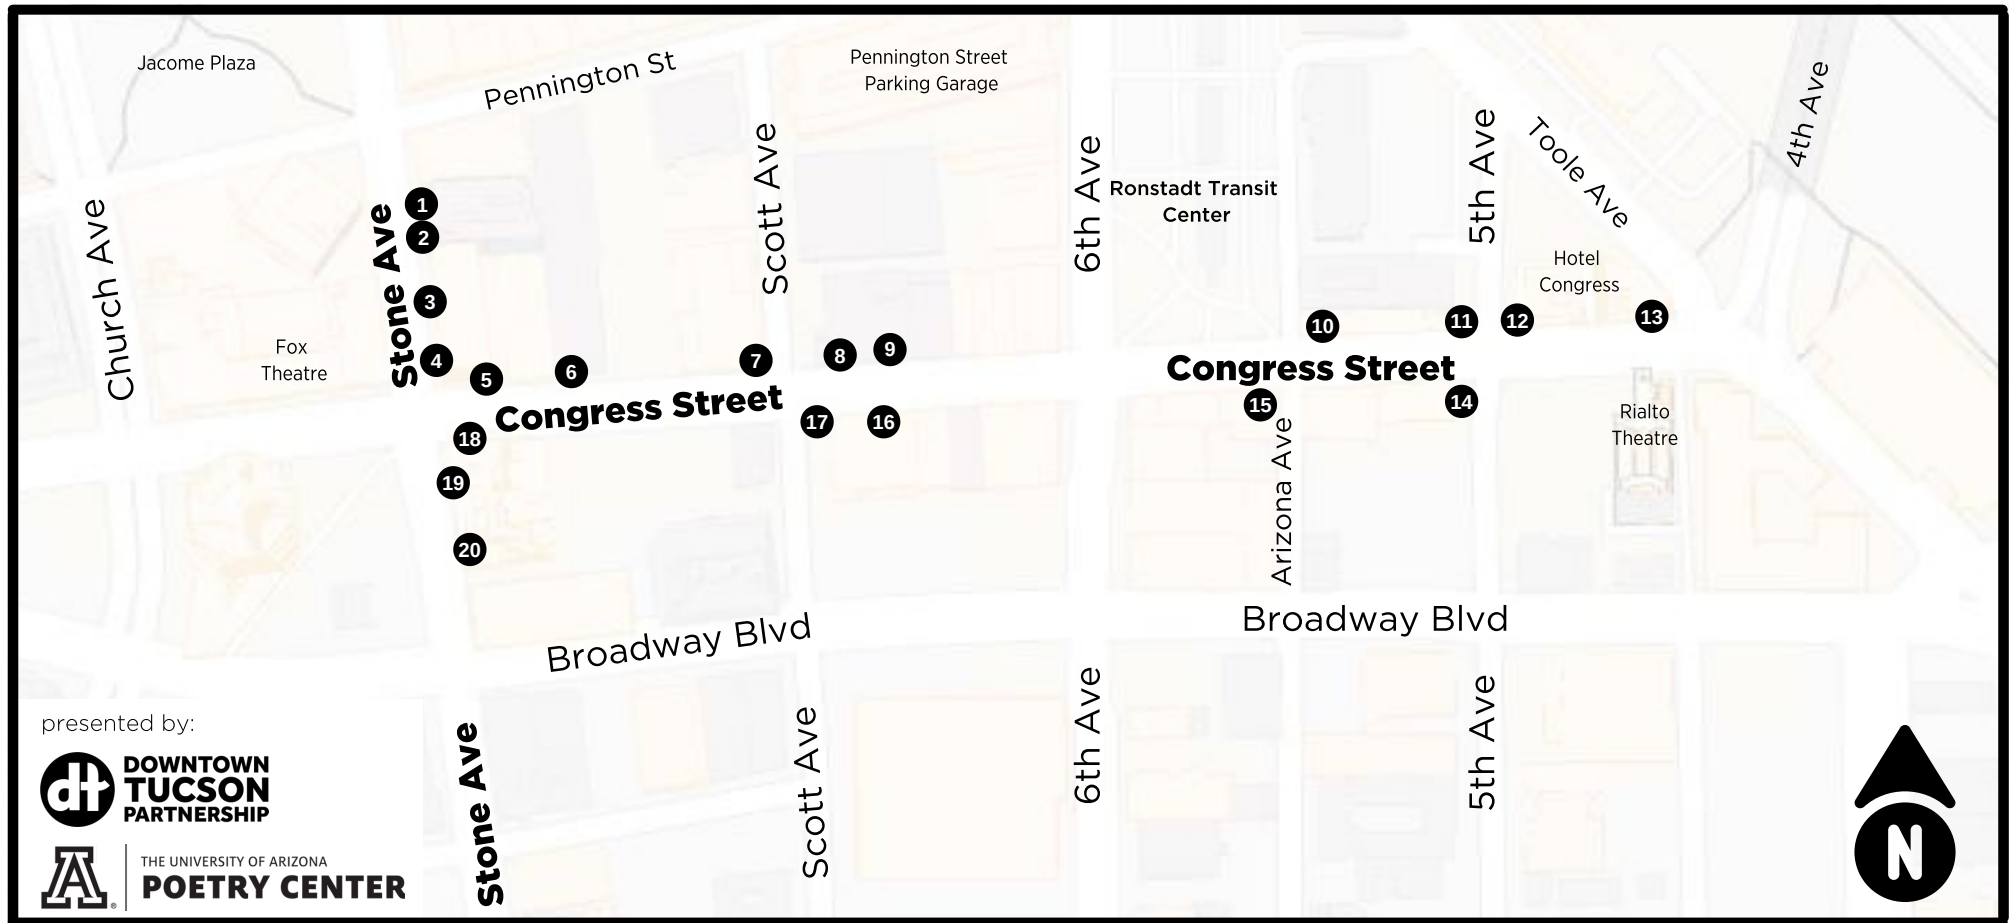 Jacome Plaza
Pennington St
Pennington Street
Parking Garage
4th Ave
Church Ave
Stone Ave
Scott Ave
6th Ave
Ronstadt Transit
Center
5th Ave
Toole Ave
Hotel
Congress
1
2
3
4
5
6
7
8
9
10
11
12
13
Fox
Theatre
Congress Street
Congress Street
14
15
16
17
18
19
20
Rialto
Theatre
Arizona Ave
Broadway Blvd
Broadway Blvd
Stone Ave
Scott Ave
6th Ave
5th Ave
presented by:
dt
DOWNTOWN
TUCSON
PARTNERSHIP
A
®
THE UNIVERSITY OF ARIZONA
POETRY CENTER
N